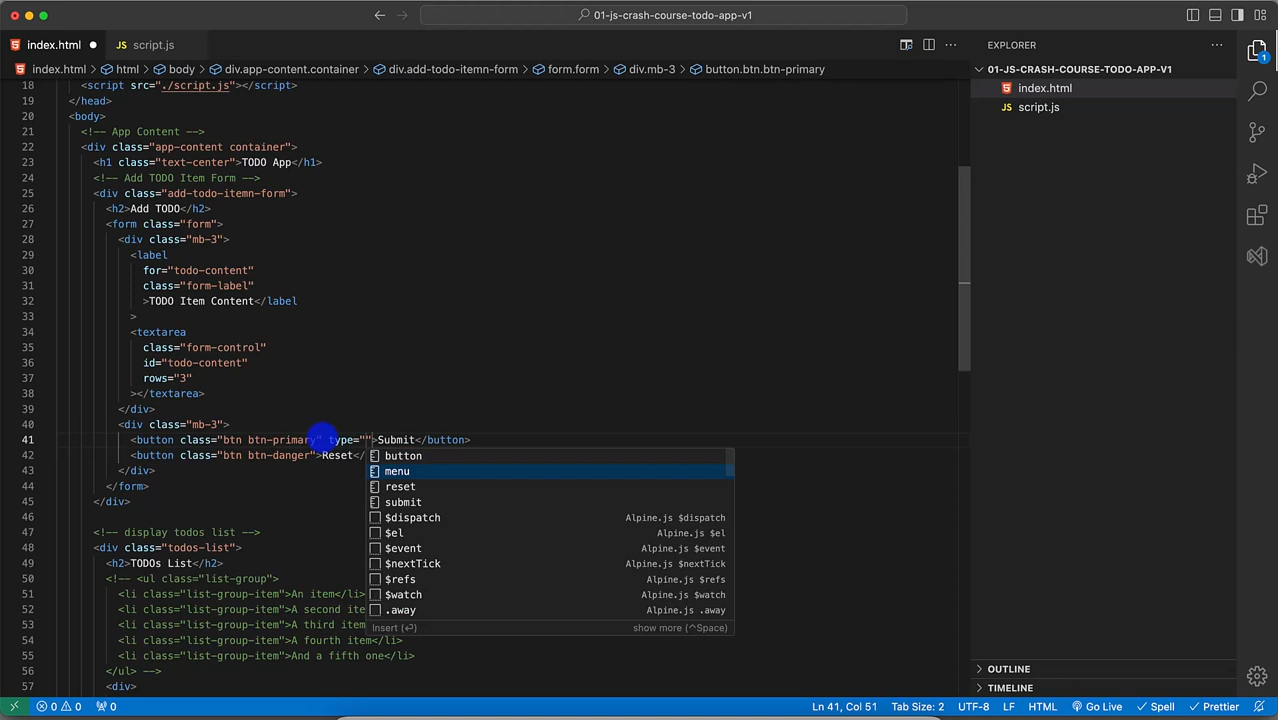 01-js-crash-course-todo-app-v1
index.html
JS script.js
EXPLORER
index.html > html > body > div.app-content.container > div.add-todo-itemn-form > form.form > div.mb-3 > button.btn.btn-primary
01-JS-CRASH-COURSE-TODO-APP-V1
index.html
JS script.js
1
18 <script src="./script.js"></script>
19 </head>
20 <body>
21 <!-- App Content -->
22 <div class="app-content container">
23 <h1 class="text-center">TODO App</h1>
24 <!-- Add TODO Item Form -->
25 <div class="add-todo-itemn-form">
26 <h2>Add TODO</h2>
27 <form class="form">
28 <div class="mb-3">
29 <label
30 for="todo-content"
31 class="form-label"
32 >TODO Item Content</label
33 >
34 <textarea
35 class="form-control"
36 id="todo-content"
37 rows="3"
38 ></textarea>
39 </div>
40 <div class="mb-3">
41 <button class="btn btn-primary" type="">Submit</button>
42 <button class="btn btn-danger">Reset</
43 </div>
44 </form>
45 </div>
46
47 <!-- display todos list -->
48 <div class="todos-list">
49 <h2>TODOs List</h2>
50 <!-- <ul class="list-group">
51 <li class="list-group-item">An item</li>
52 <li class="list-group-item">A second ite
53 <li class="list-group-item">A third item
54 <li class="list-group-item">A fourth item</li>
55 <li class="list-group-item">And a fifth one</li>
56 </ul> -->
57 <div>
button
menu
reset
submit
$dispatch Alpine.js $dispatch
$el Alpine.js $el
$event Alpine.js $event
$nextTick Alpine.js $nextTick
$refs Alpine.js $refs
$watch Alpine.js $watch
.away Alpine.js .away
Insert (⏎) show more (^Space)
OUTLINE
TIMELINE
0 0 0 Ln 41, Col 51 Tab Size: 2 UTF-8 LF HTML Go Live Spell Prettier